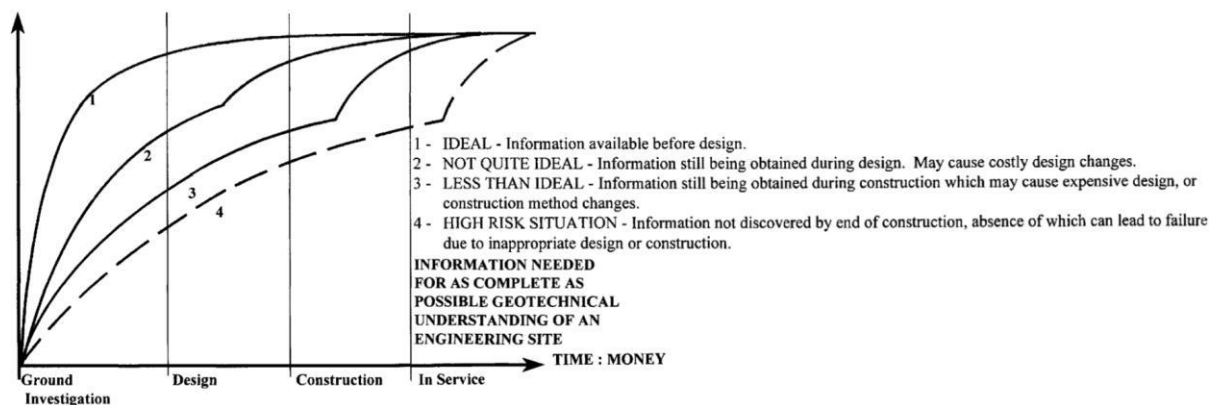 1
2
3
4
1 - IDEAL - Information available before design.
2 - NOT QUITE IDEAL - Information still being obtained during design. May cause costly design changes.
3 - LESS THAN IDEAL - Information still being obtained during construction which may cause expensive design, or
construction method changes.
4 - HIGH RISK SITUATION - Information not discovered by end of construction, absence of which can lead to failure
due to inappropriate design or construction.
INFORMATION NEEDED
FOR AS COMPLETE AS
POSSIBLE GEOTECHNICAL
UNDERSTANDING OF AN
ENGINEERING SITE
TIME : MONEY
Ground
Investigation
Design
Construction
In Service